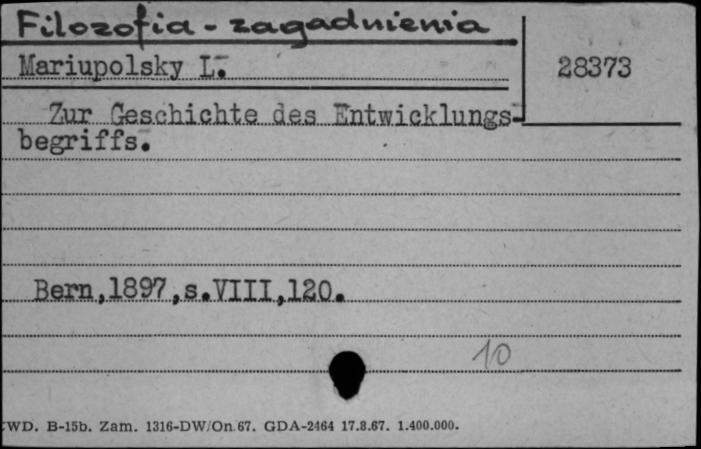 Filozofia - zagadnienia
Mariupolsky L.
28373
Zur Geschichte des Entwicklungs-
begriffs.
Bern,1897,s.VIII,120.
10
WD. B-15b. Zam. 1316-DW/On.67. GDA-2464 17.8.67. 1.400.000.